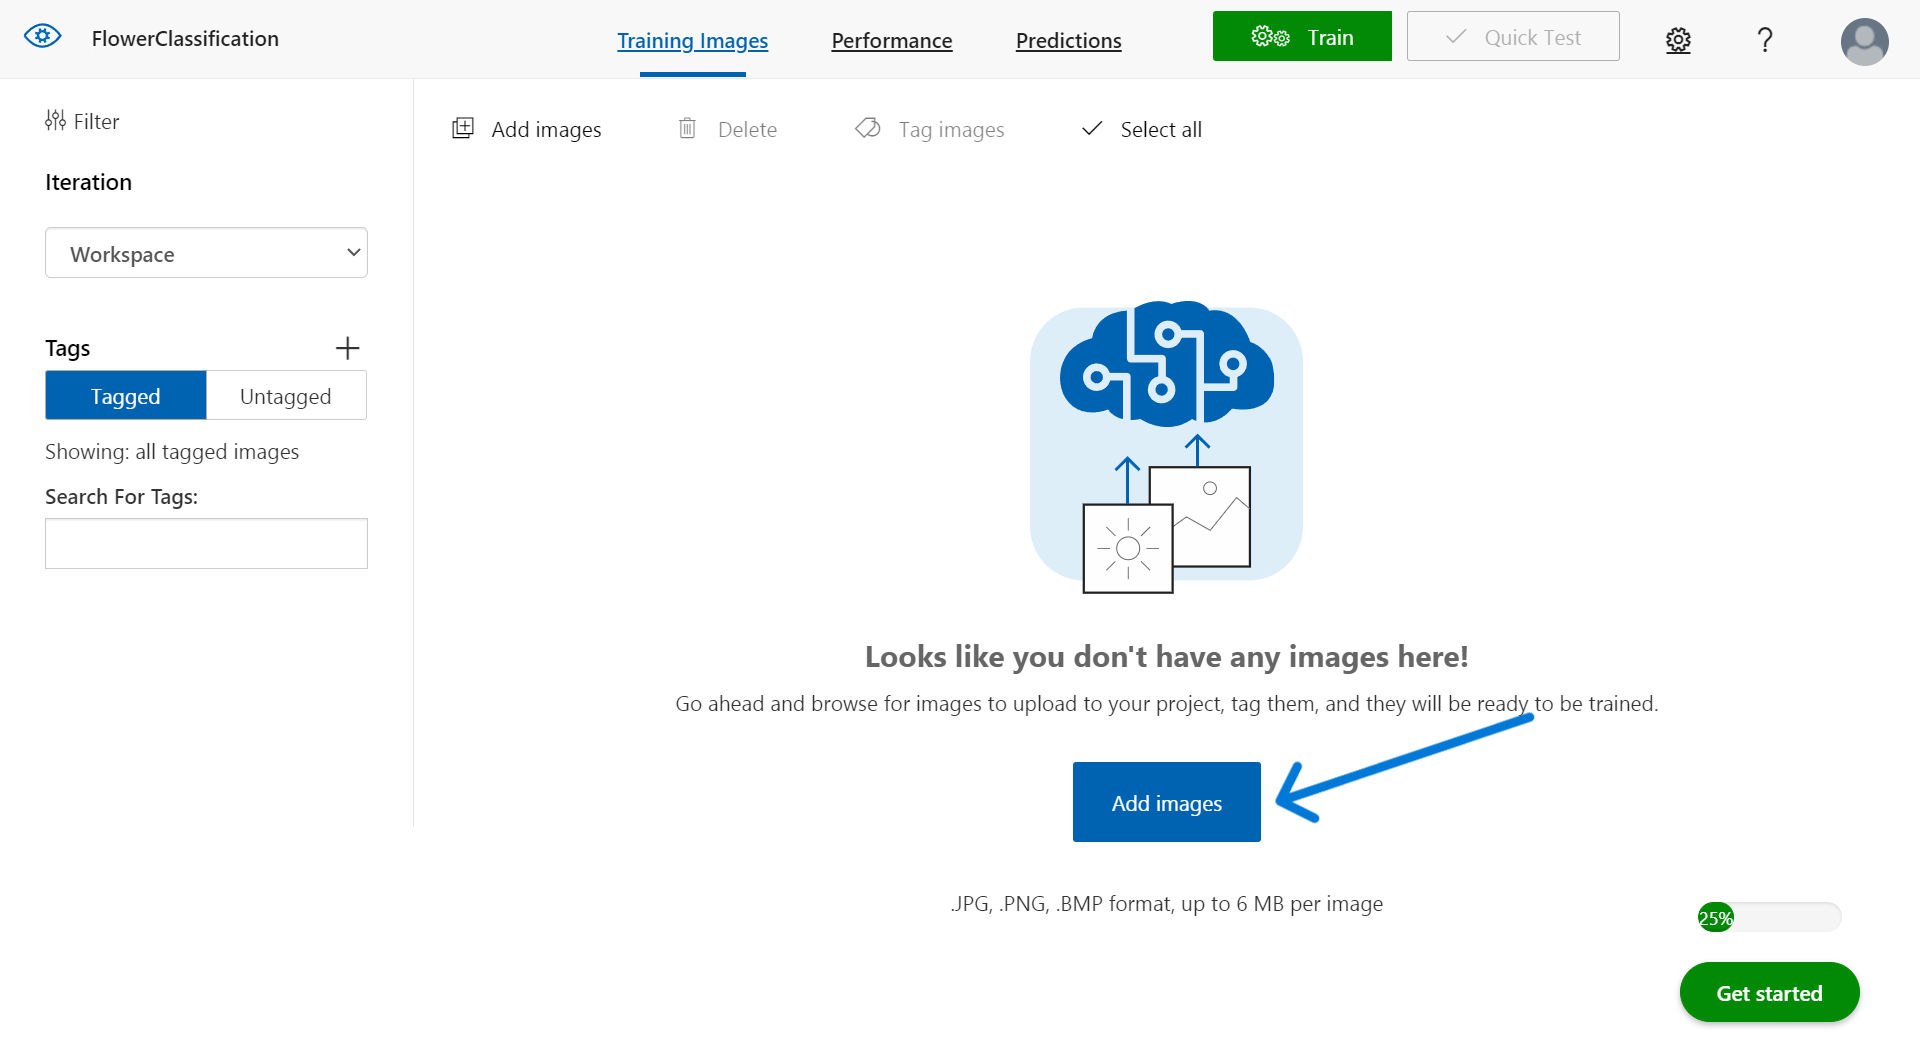 FlowerClassification
Training Images
Performance
Predictions
Train
Quick Test
?
Filter
Iteration
Workspace
Tags
Tagged
Untagged
Showing: all tagged images
Search For Tags:
Add images
Delete
Tag images
Select all
Looks like you don't have any images here!
Go ahead and browse for images to upload to your project, tag them, and they will be ready to be trained.
Add images
.JPG, .PNG, .BMP format, up to 6 MB per image
25%
Get started